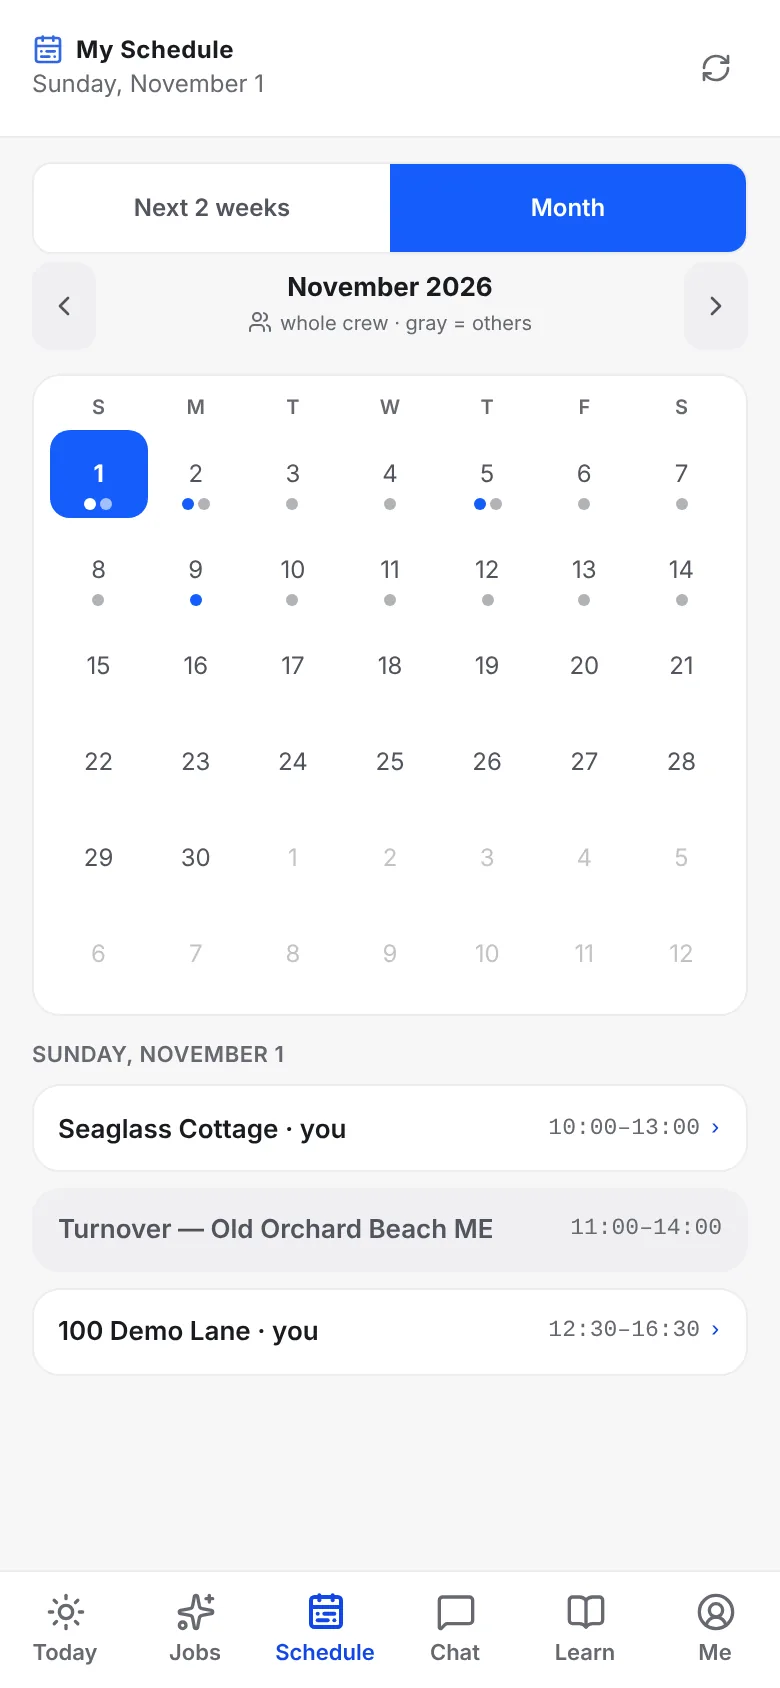 My Schedule
Sunday, November 1
Next 2 weeks
Month
November 2026
whole crew · gray = others
S M T W T F S
1 2 3 4 5 6 7
8 9 10 11 12 13 14
15 16 17 18 19 20 21
22 23 24 25 26 27 28
29 30 1 2 3 4 5
6 7 8 9 10 11 12
SUNDAY, NOVEMBER 1
Seaglass Cottage · you 10:00–13:00 ›
Turnover — Old Orchard Beach ME 11:00–14:00
100 Demo Lane · you 12:30–16:30 ›
Today Jobs Schedule Chat Learn Me